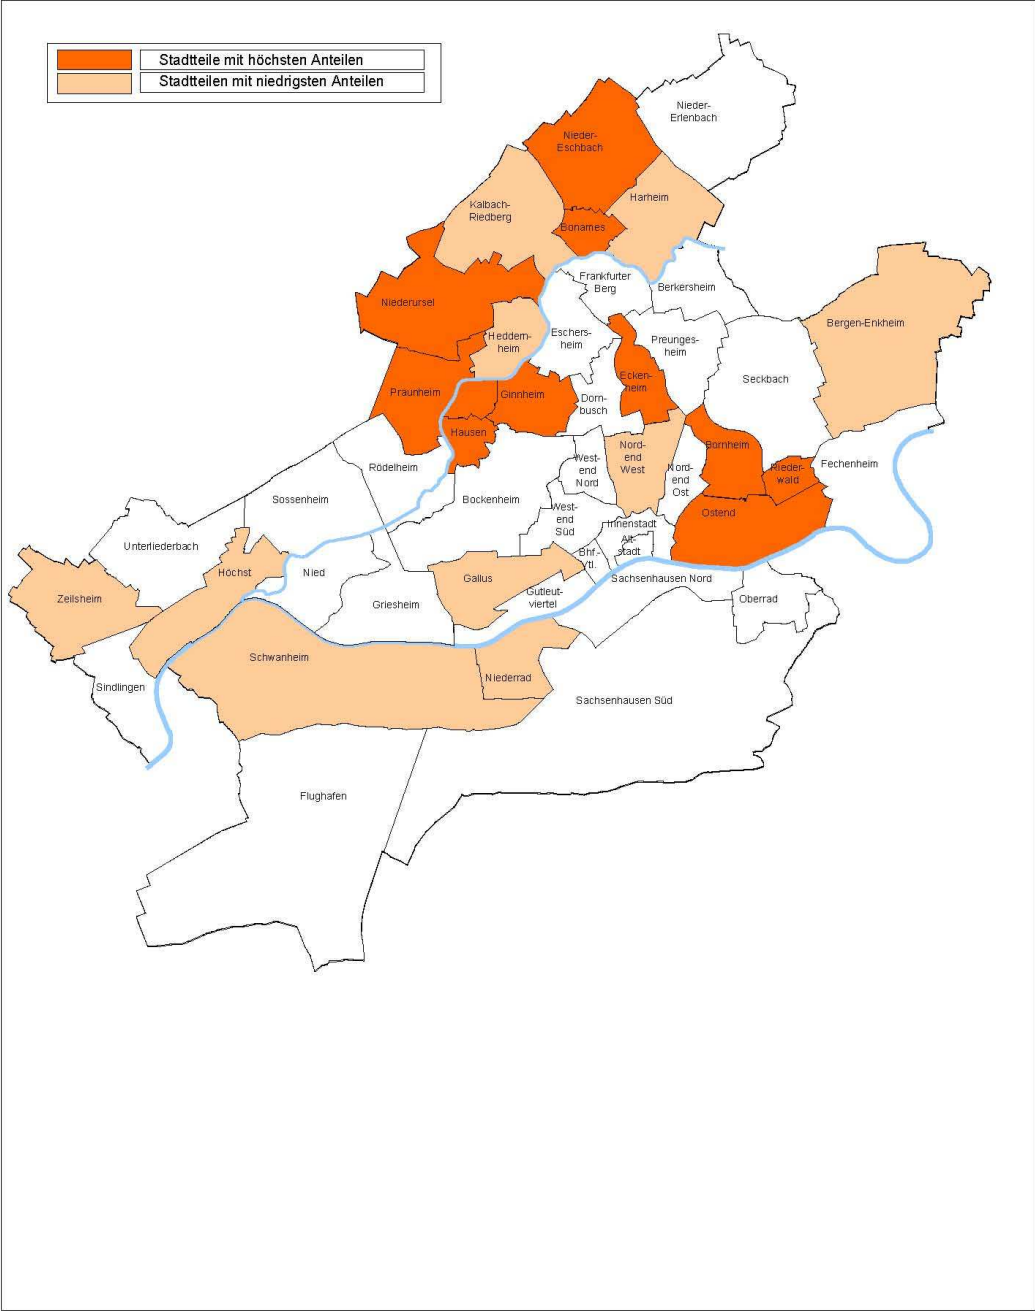 Stadtteile mit höchsten Anteilen
Stadtteilen mit niedrigsten Anteilen
Nieder-
Erlenbach
Nieder-
Eschbach
Harheim
Kalbach-
Riedberg
Bonames
Frankfurter
Berg
Berkersheim
Niederursel
Bergen-Enkheim
Heddern-
heim
Eschers-
heim
Preunges-
heim
Seckbach
Ecken-
heim
Praunheim
Ginnheim
Dorn-
busch
Hausen
Nord-
end
West
Bornheim
Rödelheim
West-
end
Nord
Nord-
end
Ost
Rieder-
wald
Fechenheim
Sossenheim
Bockenheim
West-
end
Süd
Ostend
Innenstadt
Alt-
stadt
Unterliederbach
Bhf.-
Vtl.
Höchst
Nied
Gallus
Sachsenhausen Nord
Zeilsheim
Griesheim
Gutleut-
viertel
Oberrad
Schwanheim
Niederrad
Sindlingen
Sachsenhausen Süd
Flughafen